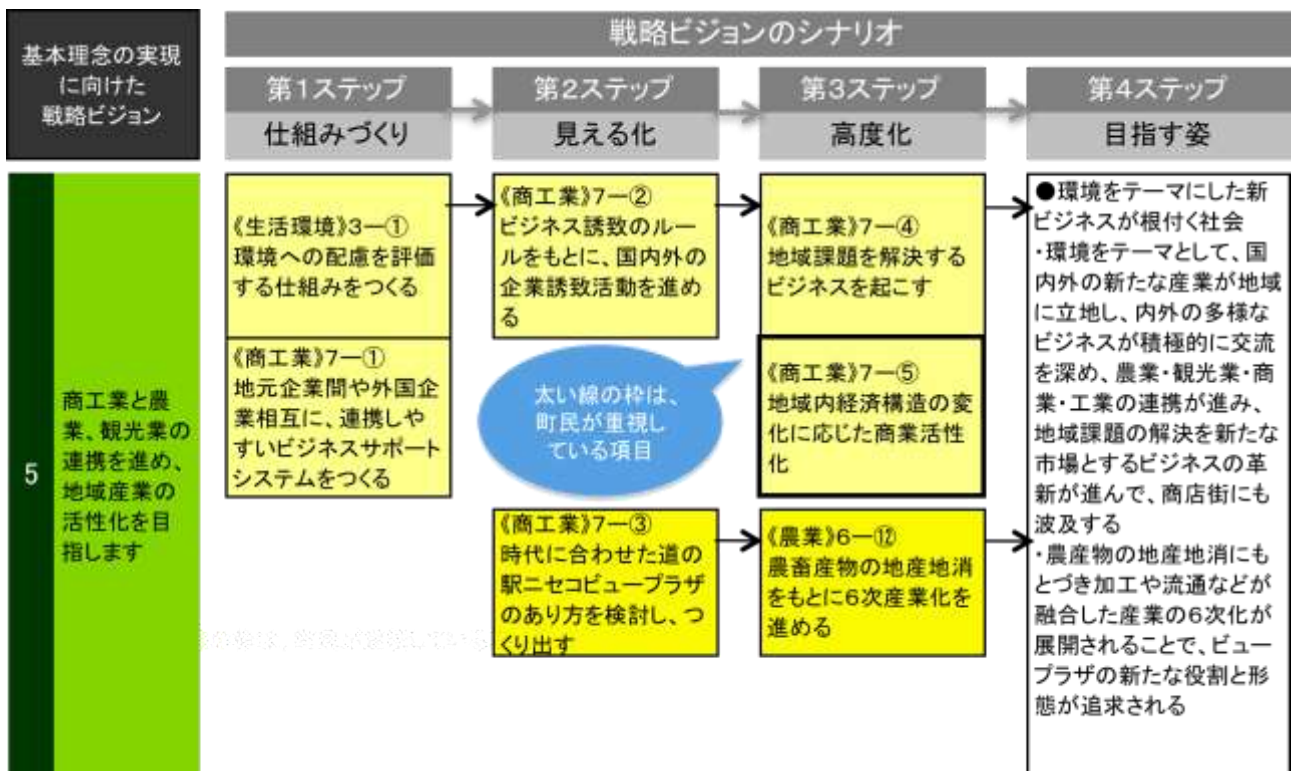 基本理念の実現
に向けた
戦略ビジョン
戦略ビジョンのシナリオ
第1ステップ
仕組みづくり
第2ステップ
見える化
第3ステップ
高度化
第4ステップ
目指す姿
5
商工業と農
業、観光業の
連携を進め、
地域産業の
活性化を目
指します
《生活環境》3―①
環境への配慮を評価
する仕組みをつくる
《商工業》7―①
地元企業間や外国企
業相互に、連携しや
すいビジネスサポート
システムをつくる
《商工業》7―②
ビジネス誘致のルー
ルをもとに、国内外の
企業誘致活動を進め
る
太い線の枠は、
町民が重視し
ている項目
《商工業》7―③
時代に合わせた道の
駅ニセコビュープラザ
のあり方を検討し、つ
くり出す
《商工業》7―④
地域課題を解決する
ビジネスを起こす
《商工業》7―⑤
地域内経済構造の変
化に応じた商業活性
化
《農業》6―⑫
農畜産物の地産地消
をもとに6次産業化を
進める
●環境をテーマにした新
ビジネスが根付く社会
・環境をテーマとして、国
内外の新たな産業が地域
に立地し、内外の多様な
ビジネスが積極的に交流
を深め、農業・観光業・商
業・工業の連携が進み、
地域課題の解決を新たな
市場とするビジネスの革
新が進んで、商店街にも
波及する
・農産物の地産地消にも
とづき加工や流通などが
融合した産業の6次化が
展開されることで、ビュー
プラザの新たな役割と形
態が追求される